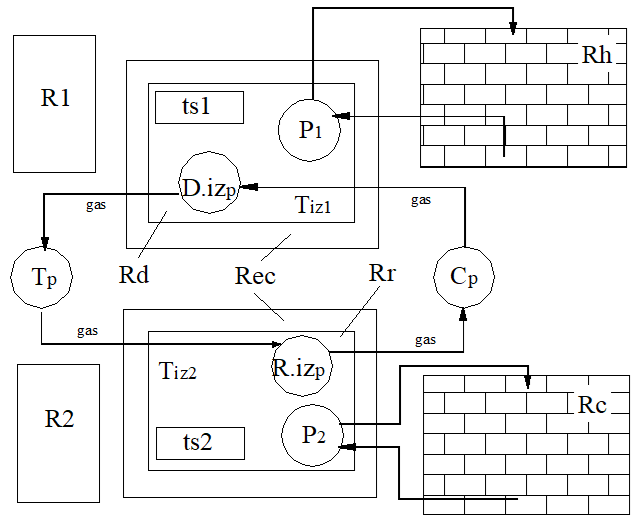 R1
ts1
P1
Rh
D.izp
Tiz1
gas
gas
Tp
Rd
Rec
Rr
Cp
gas
gas
Tiz2
R.izp
R2
ts2
P2
Rc